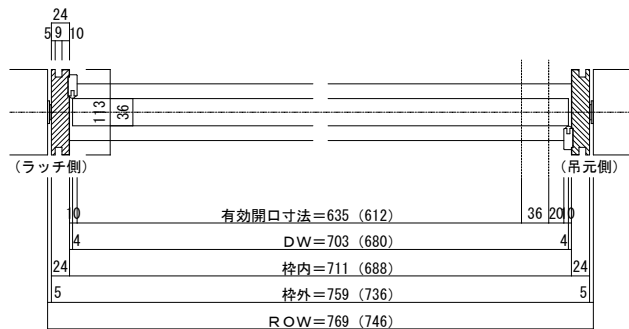 24
5 9 10
113
36
(ラッチ側)
(吊元側)
10 有効開口寸法=635 (612) 36 20 10
4 DW=703 (680) 4
24 枠内=711 (688) 24
5 枠外=759 (736) 5
ROW=769 (746)